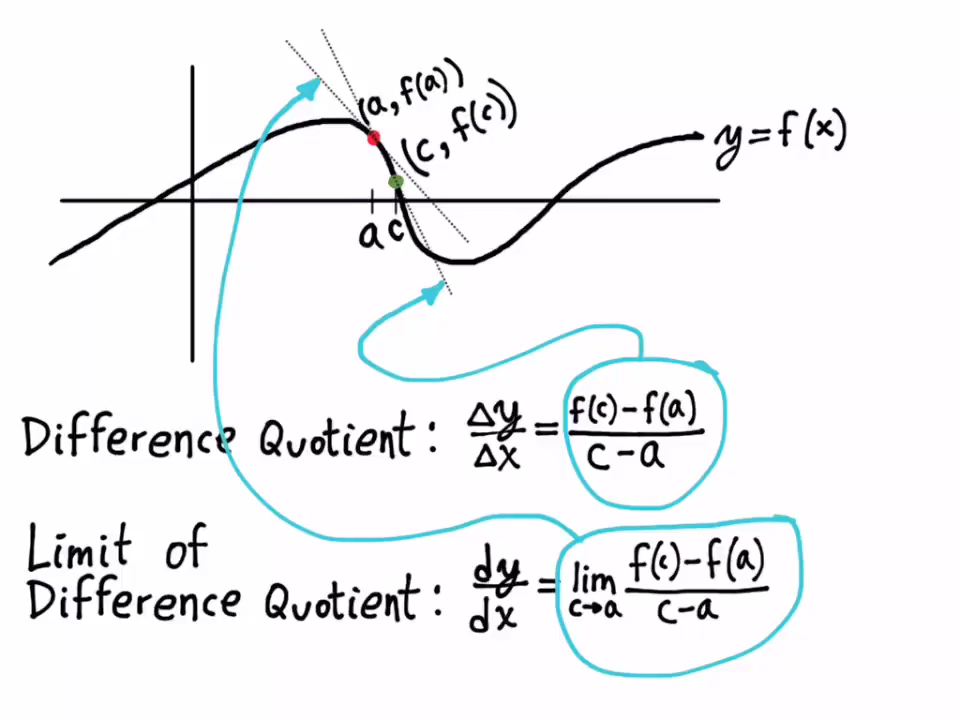 (a, f(a))
(c, f(c))
y = f(x)
a c
Difference Quotient: Δy/Δx = (f(c) - f(a))/(c - a)
Limit of
Difference Quotient: dy/dx = lim c→a (f(c) - f(a))/(c - a)